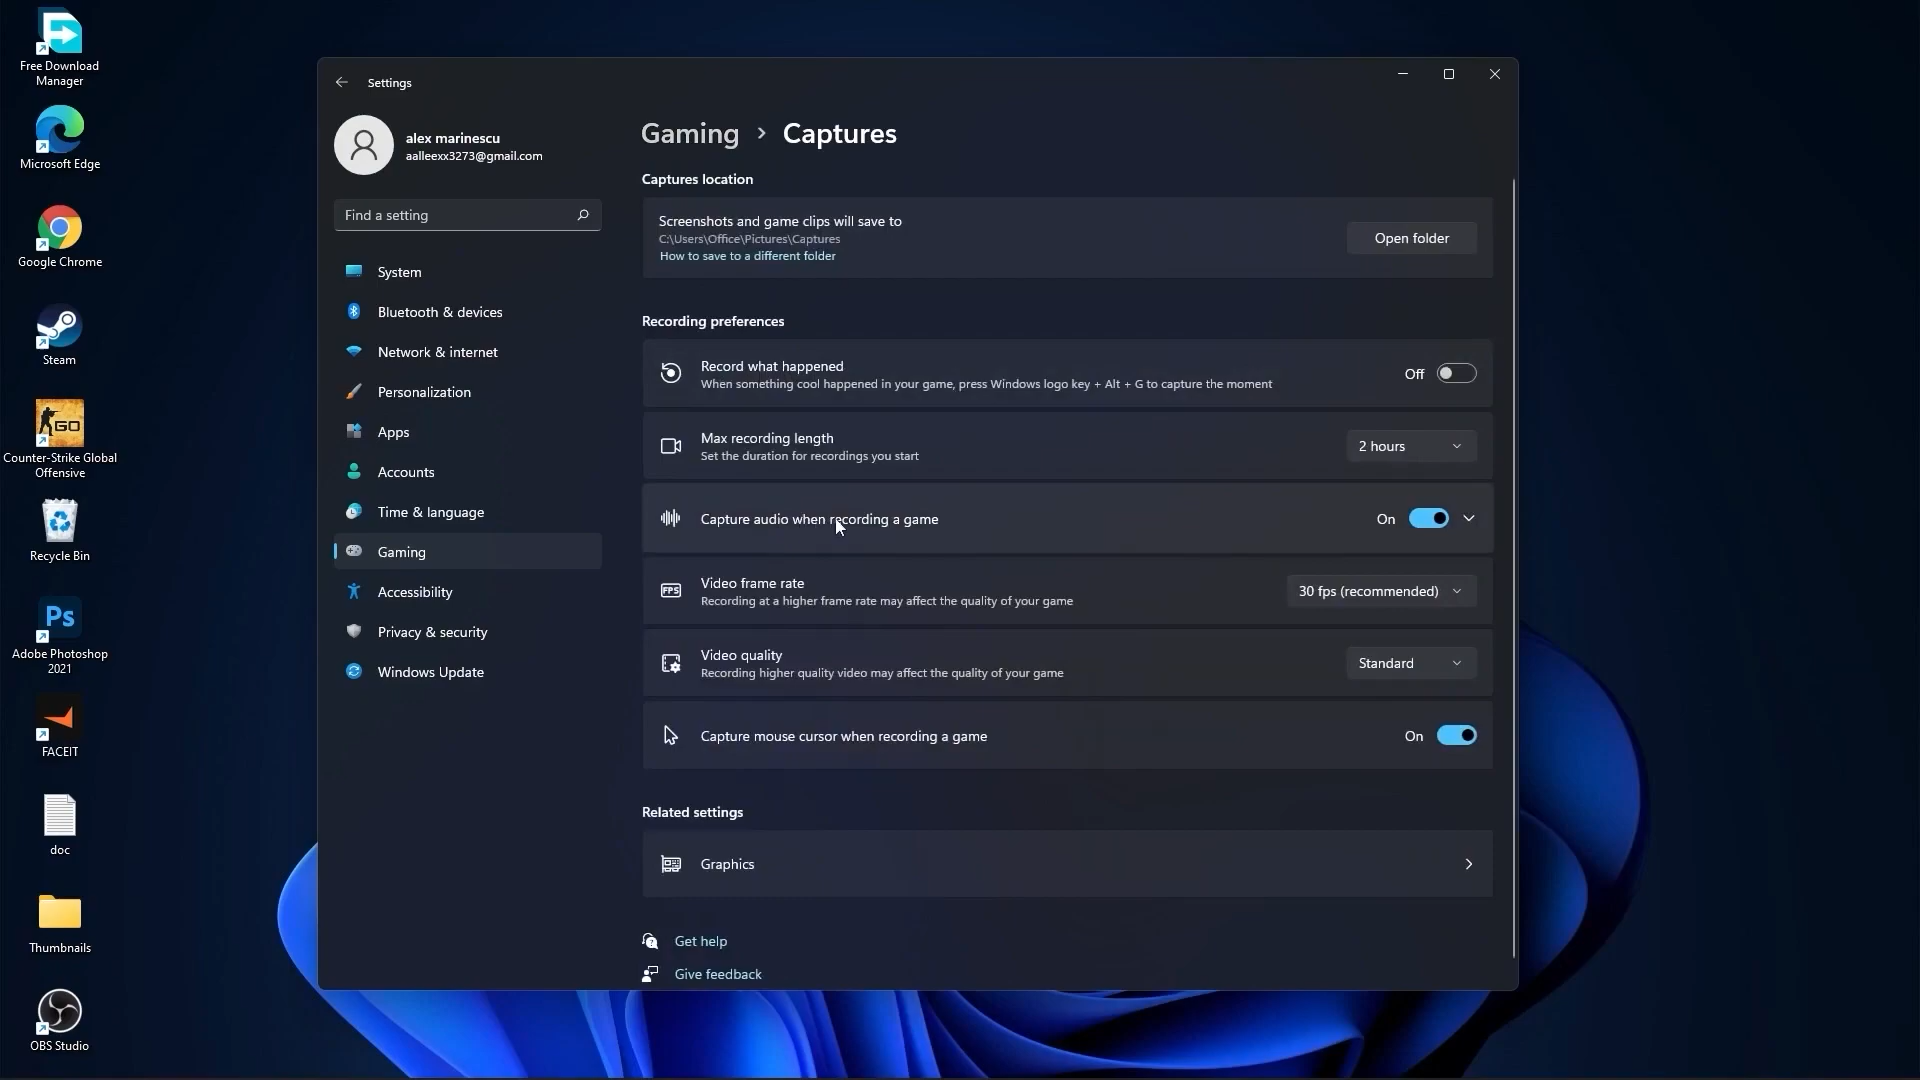 Free Download
Manager
Microsoft Edge
Google Chrome
Steam
GO
Counter-Strike Global
Offensive
Recycle Bin
Ps
Adobe Photoshop
2021
FACEIT
doc
Thumbnails
OBS Studio
Settings
alex marinescu
aalleexx3273@gmail.com
Find a setting
System
Bluetooth & devices
Network & internet
Personalization
Apps
Accounts
Time & language
Gaming
Accessibility
Privacy & security
Windows Update
Gaming › Captures
Captures location
Screenshots and game clips will save to
C:\Users\Office\Pictures\Captures
How to save to a different folder
Open folder
Recording preferences
Record what happened
When something cool happened in your game, press Windows logo key + Alt + G to capture the moment
Off
Max recording length
Set the duration for recordings you start
2 hours
Capture audio when recording a game
On
FPS
Video frame rate
Recording at a higher frame rate may affect the quality of your game
30 fps (recommended)
Video quality
Recording higher quality video may affect the quality of your game
Standard
Capture mouse cursor when recording a game
On
Related settings
Graphics
Get help
Give feedback